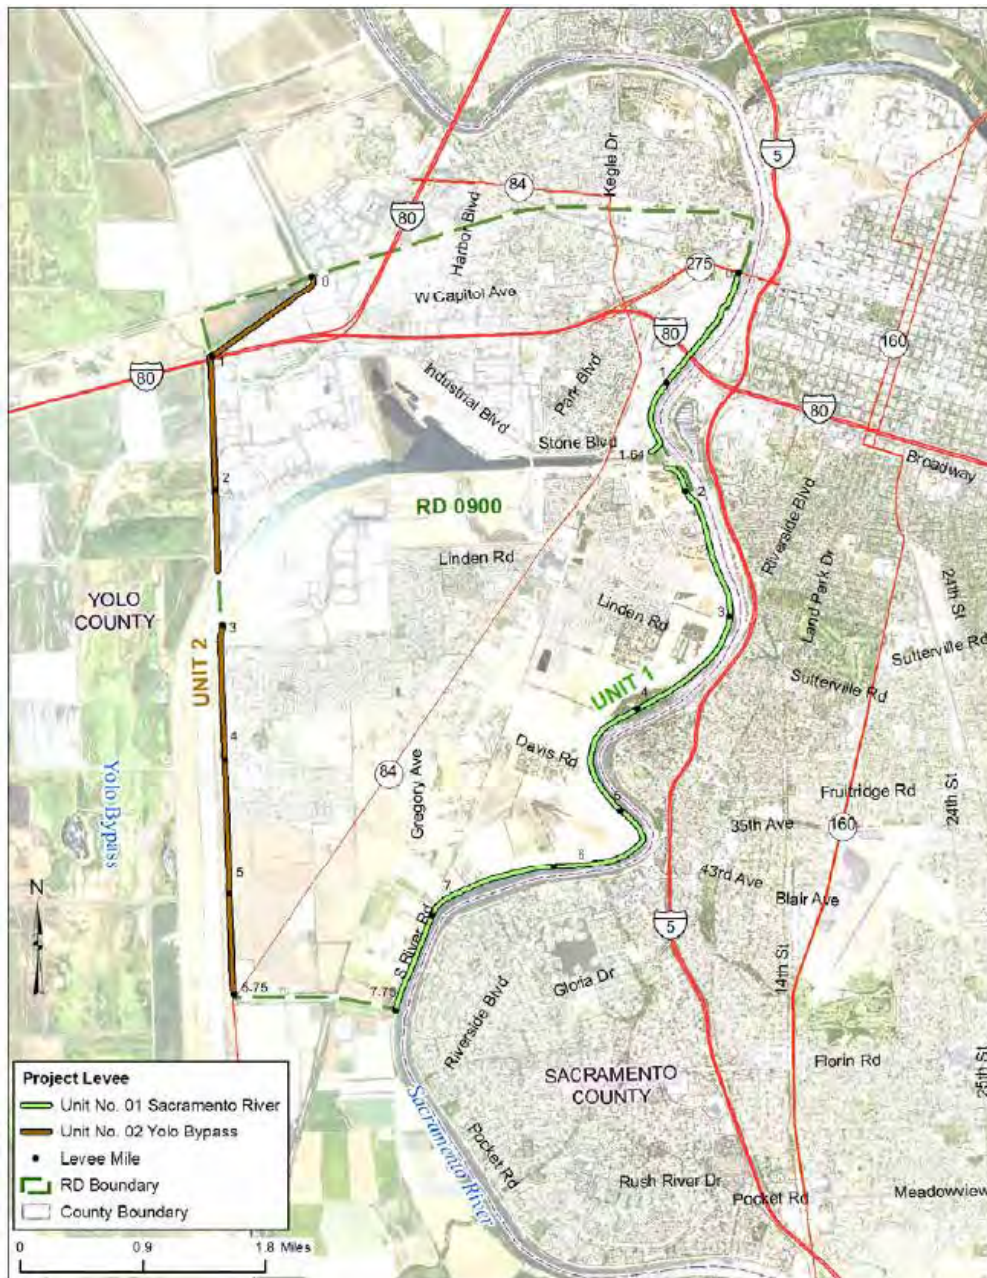 5
84
Kegle Dr
80
Harbor Blvd
0
275
0
W Capitol Ave
160
80
1
80
1
Industrial Blvd
Park Blvd
80
Stone Blvd
1.64
Broadway
2
2
RD 0900
Riverside Blvd
Linden Rd
Land Park Dr
24th St
YOLO
COUNTY
3
Linden Rd
3
Sutterville Rd
UNIT 2
UNIT 1
Sutterville Rd
4
4
Davis Rd
84
Gregory Ave
Yolo Bypass
Fruitridge Rd
24th St
5
35th Ave
160
6
43rd Ave
Blair Ave
N
5
7
S River Rd
5
14th St
Gloria Dr
5.75
7.75
Riverside Blvd
Florin Rd
25th St
SACRAMENTO
COUNTY
Sacramento River
Pocket Rd
Rush River Dr
Pocket Rd
Meadowview
Project Levee
Unit No. 01 Sacramento River
Unit No. 02 Yolo Bypass
Levee Mile
RD Boundary
County Boundary
0 0.9 1.8 Miles